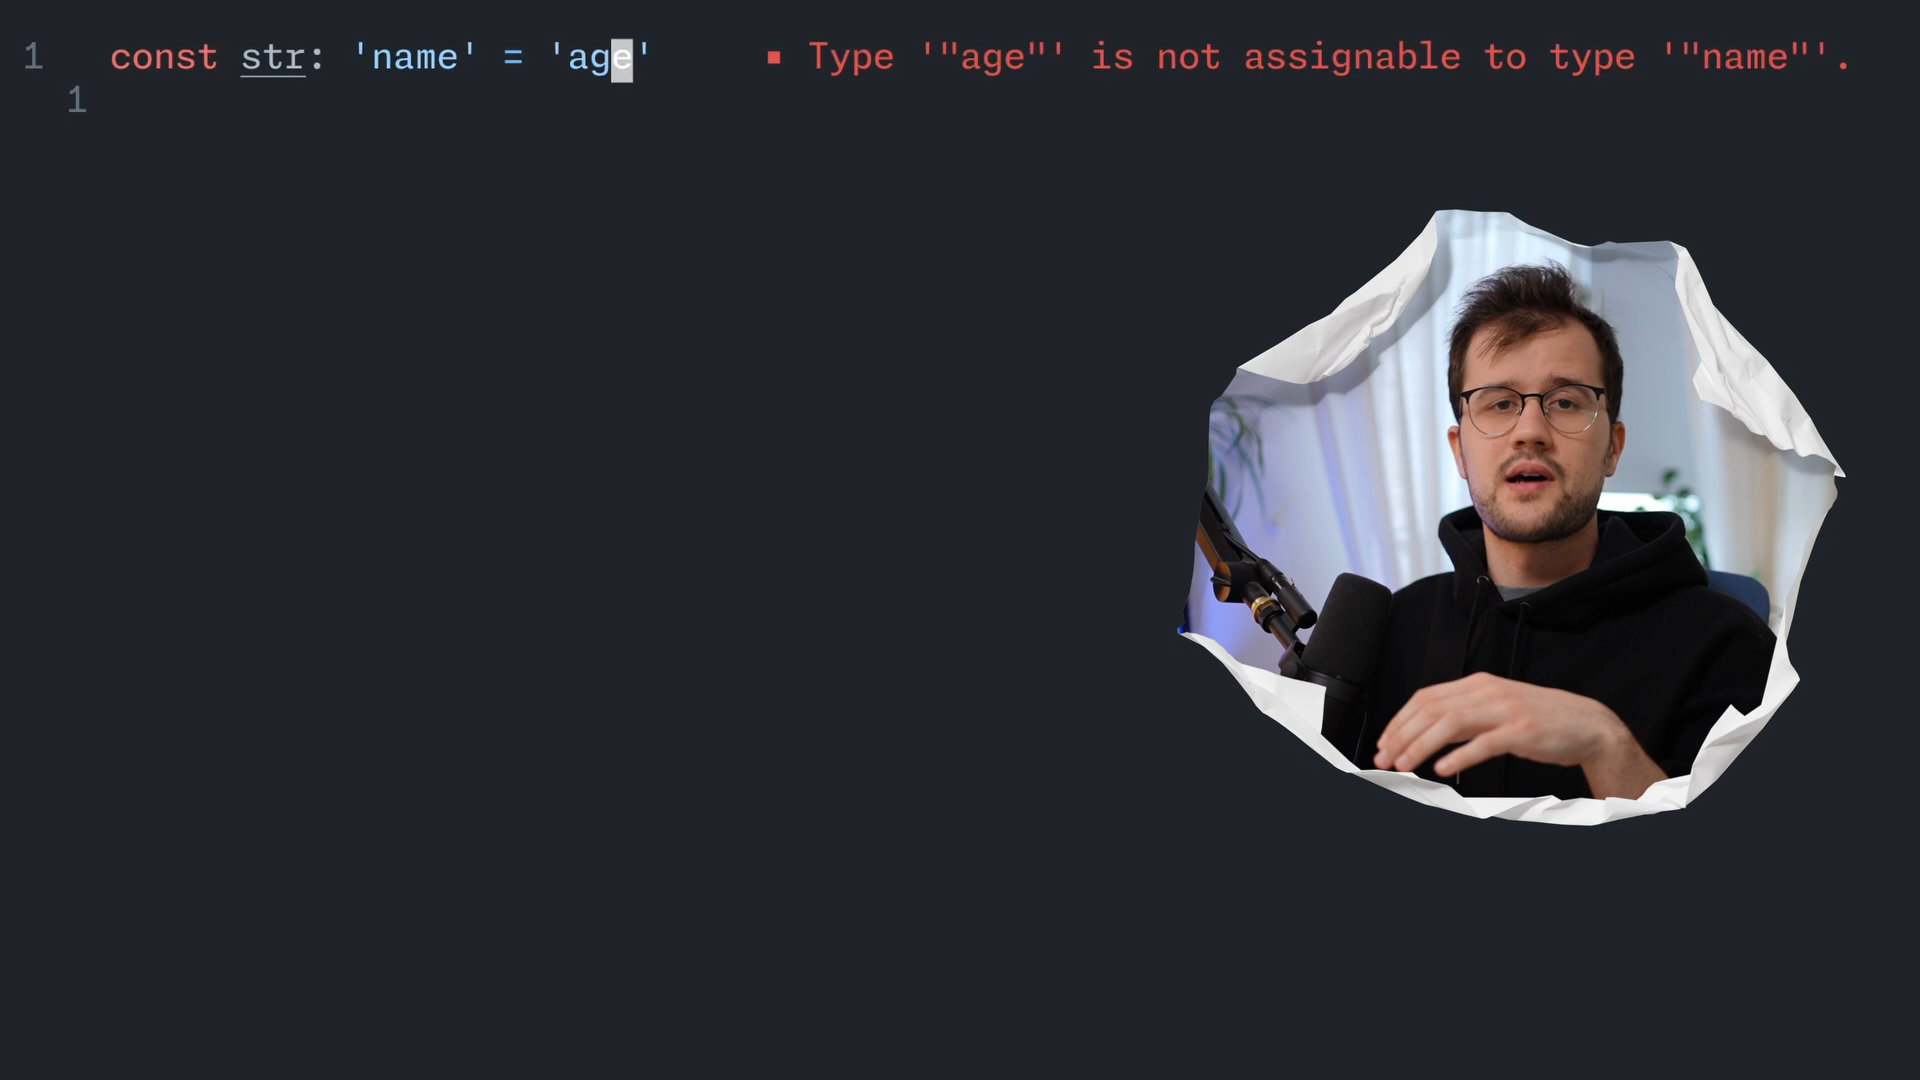 1 const str: 'name' = 'age' ▪ Type '"age"' is not assignable to type '"name"'.
1